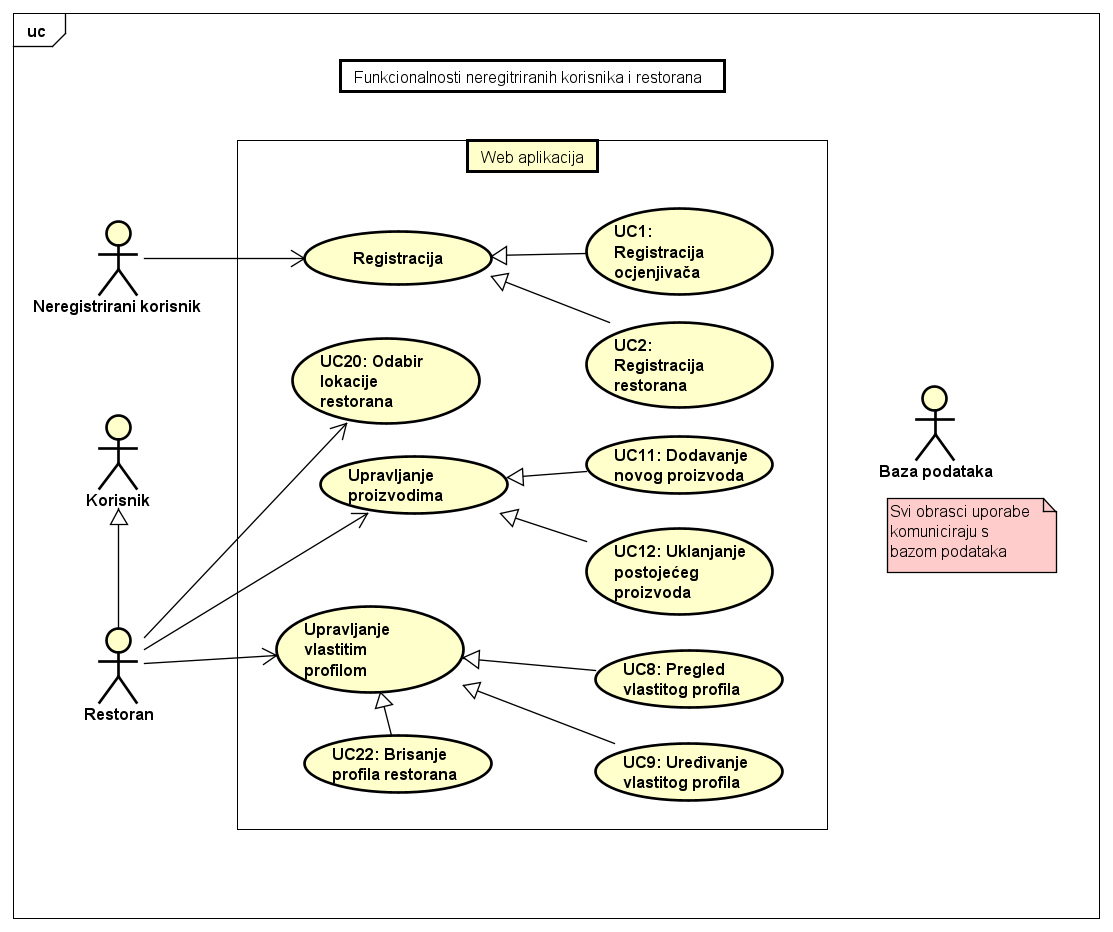 uc
Funkcionalnosti neregitriranih korisnika i restorana
Web aplikacija
Neregistrirani korisnik
Registracija
UC1:
Registracija
ocjenjivača
UC2:
Registracija
restorana
UC20: Odabir
lokacije
restorana
Korisnik
Upravljanje
proizvodima
UC11: Dodavanje
novog proizvoda
UC12: Uklanjanje
postojećeg
proizvoda
Baza podataka
Svi obrasci uporabe
komuniciraju s
bazom podataka
Restoran
Upravljanje
vlastitim
profilom
UC8: Pregled
vlastitog profila
UC22: Brisanje
profila restorana
UC9: Uređivanje
vlastitog profila